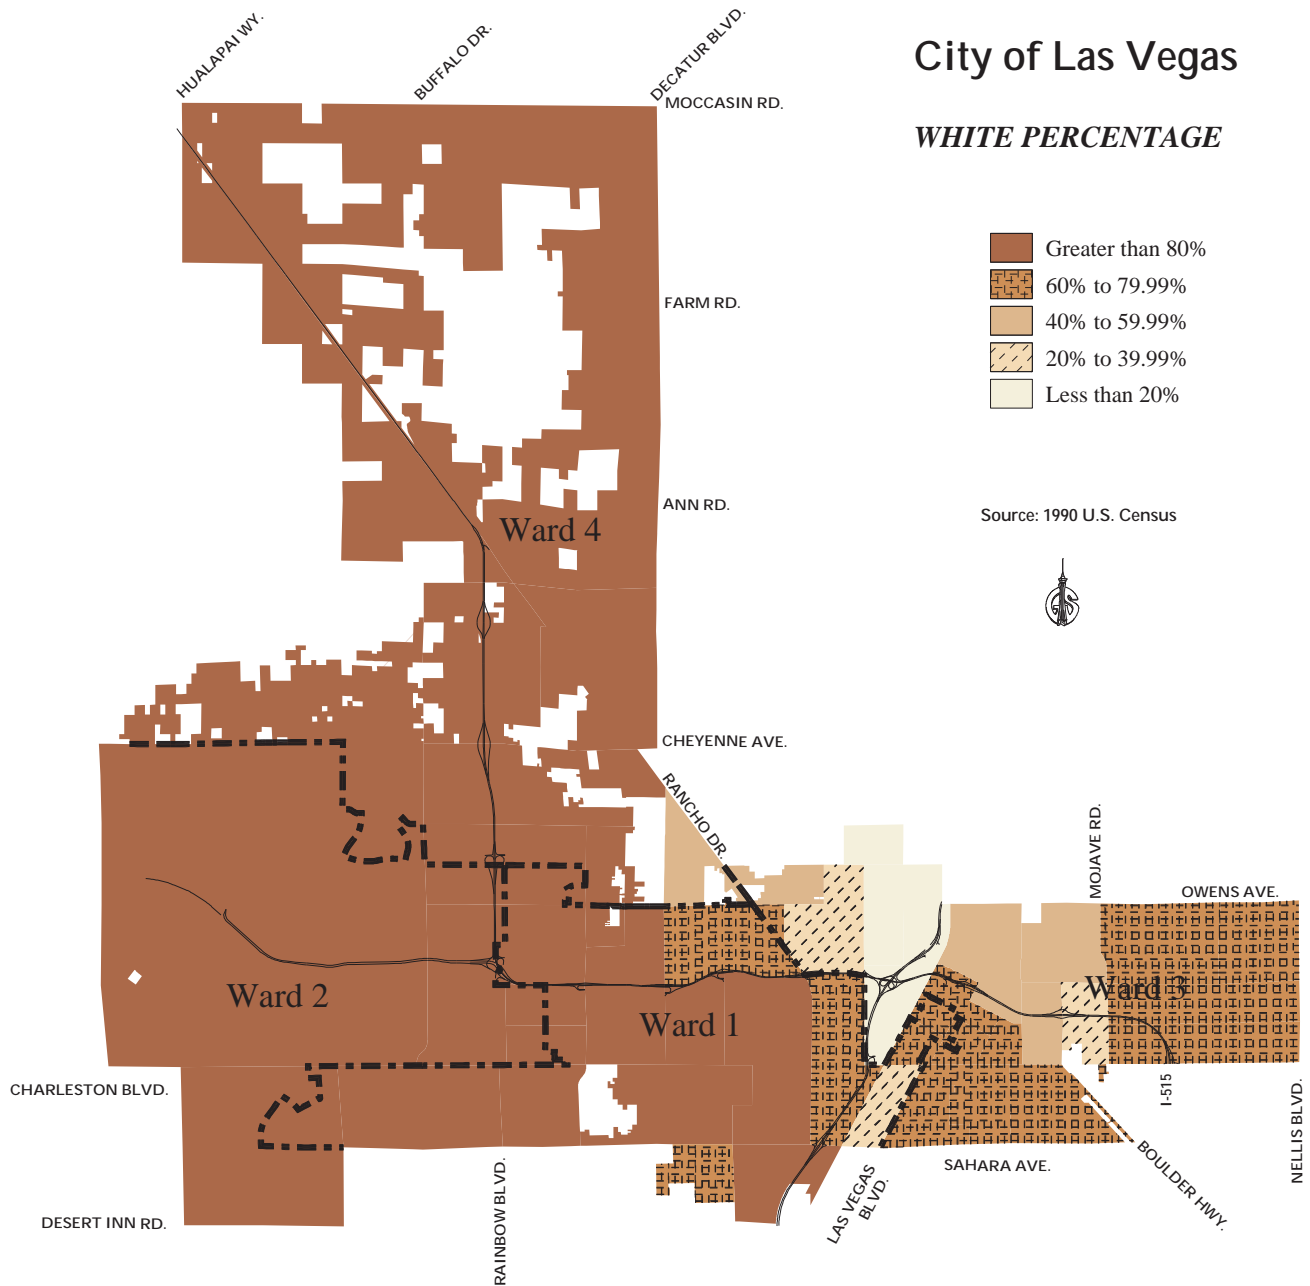 City of Las Vegas
WHITE PERCENTAGE
HUALAPAI WY.
BUFFALO DR.
DECATUR BLVD.
MOCCASIN RD.
Greater than 80%
60% to 79.99%
40% to 59.99%
20% to 39.99%
Less than 20%
FARM RD.
ANN RD.
Source: 1990 U.S. Census
Ward 4
CHEYENNE AVE.
RANCHO DR.
MOJAVE RD.
OWENS AVE.
Ward 2
Ward 1
Ward 3
CHARLESTON BLVD.
I-515
NELLIS BLVD.
SAHARA AVE.
BOULDER HWY.
LAS VEGAS
BLVD.
RAINBOW BLVD.
DESERT INN RD.